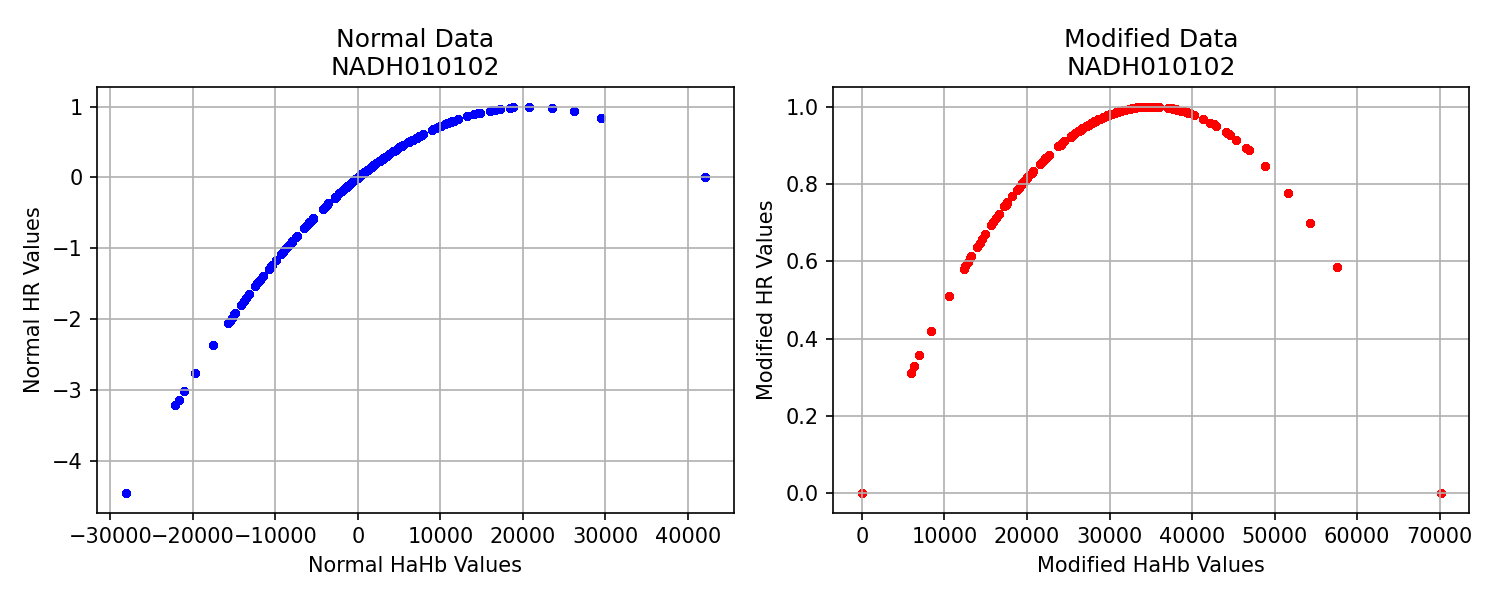 Normal Data
NADH010102
1
0
−1
−2
−3
−4
Normal HR Values
−30000 −20000 −10000 0 10000 20000 30000 40000
Normal HaHb Values
Modified Data
NADH010102
1.0
0.8
0.6
0.4
0.2
0.0
Modified HR Values
0 10000 20000 30000 40000 50000 60000 70000
Modified HaHb Values